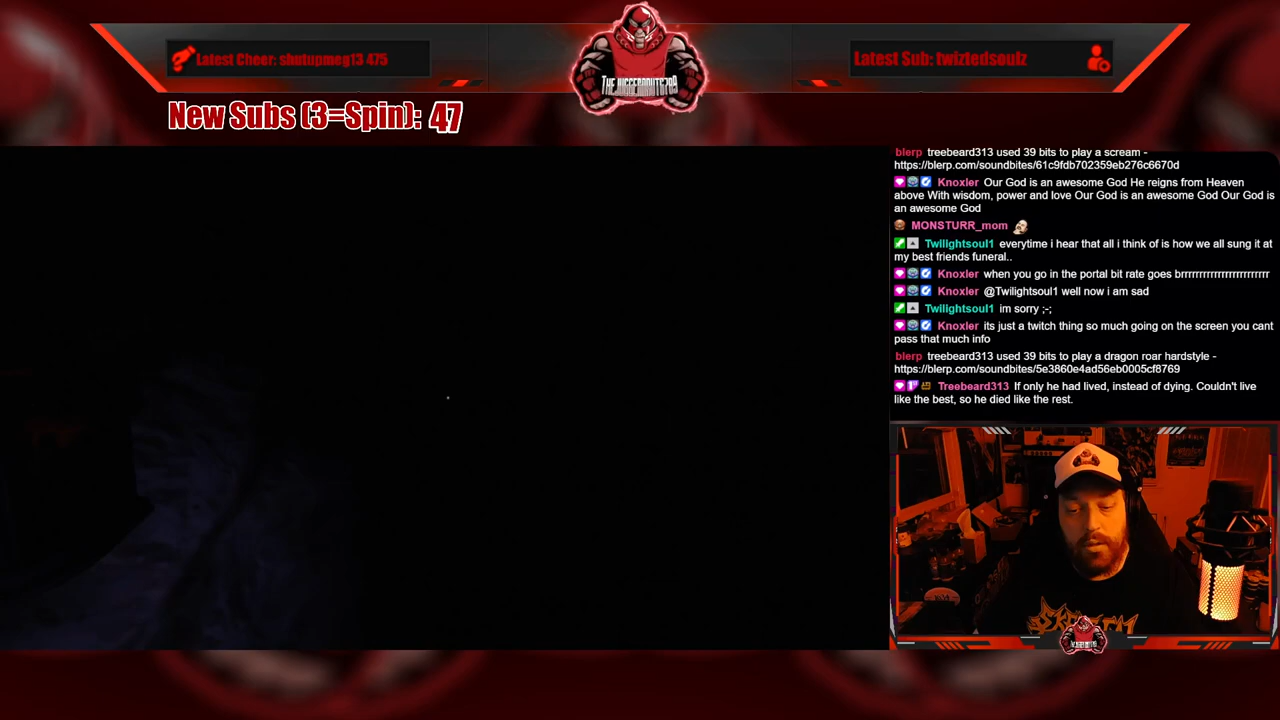 Latest Cheer: shutupmeg13 475
THEJUGGERNUT6789
Latest Sub: twiztedsoulz
New Subs (3=Spin): 47
blerp treebeard313 used 39 bits to play a scream -
https://blerp.com/soundbites/61c9fdb702359eb276c6670d
Knoxler Our God is an awesome God He reigns from Heaven
above With wisdom, power and love Our God is an awesome God Our God is
an awesome God
MONSTURR_mom
Twilightsoul1 everytime i hear that all i think of is how we all sung it at
my best friends funeral..
Knoxler when you go in the portal bit rate goes brrrrrrrrrrrrrrrrrrrrrrr
Knoxler @Twilightsoul1 well now i am sad
Twilightsoul1 im sorry ;-;
Knoxler its just a twitch thing so much going on the screen you cant
pass that much info
blerp treebeard313 used 39 bits to play a dragon roar hardstyle -
https://blerp.com/soundbites/5e3860e4ad56eb0005cf8769
Treebeard313 If only he had lived, instead of dying. Couldn't live
like the best, so he died like the rest.